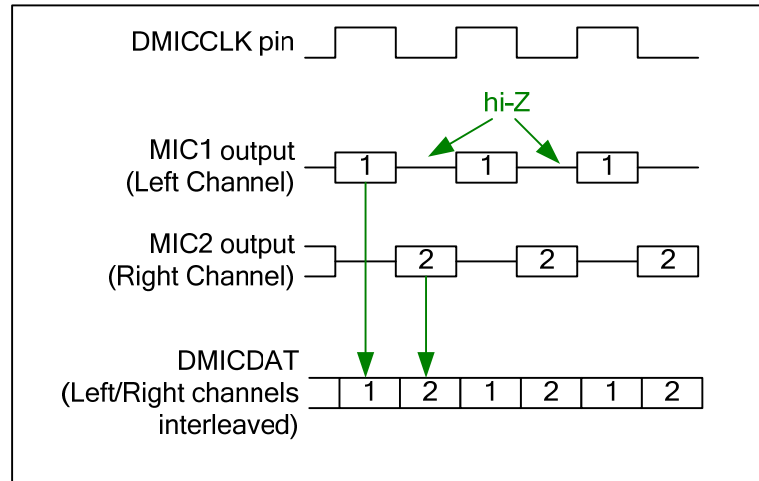 DMICCLK pin
hi-Z
MIC1 output
(Left Channel)
1 1 1
MIC2 output
(Right Channel)
2 2 2
DMICDAT
(Left/Right channels
interleaved)
1 2 1 2 1 2